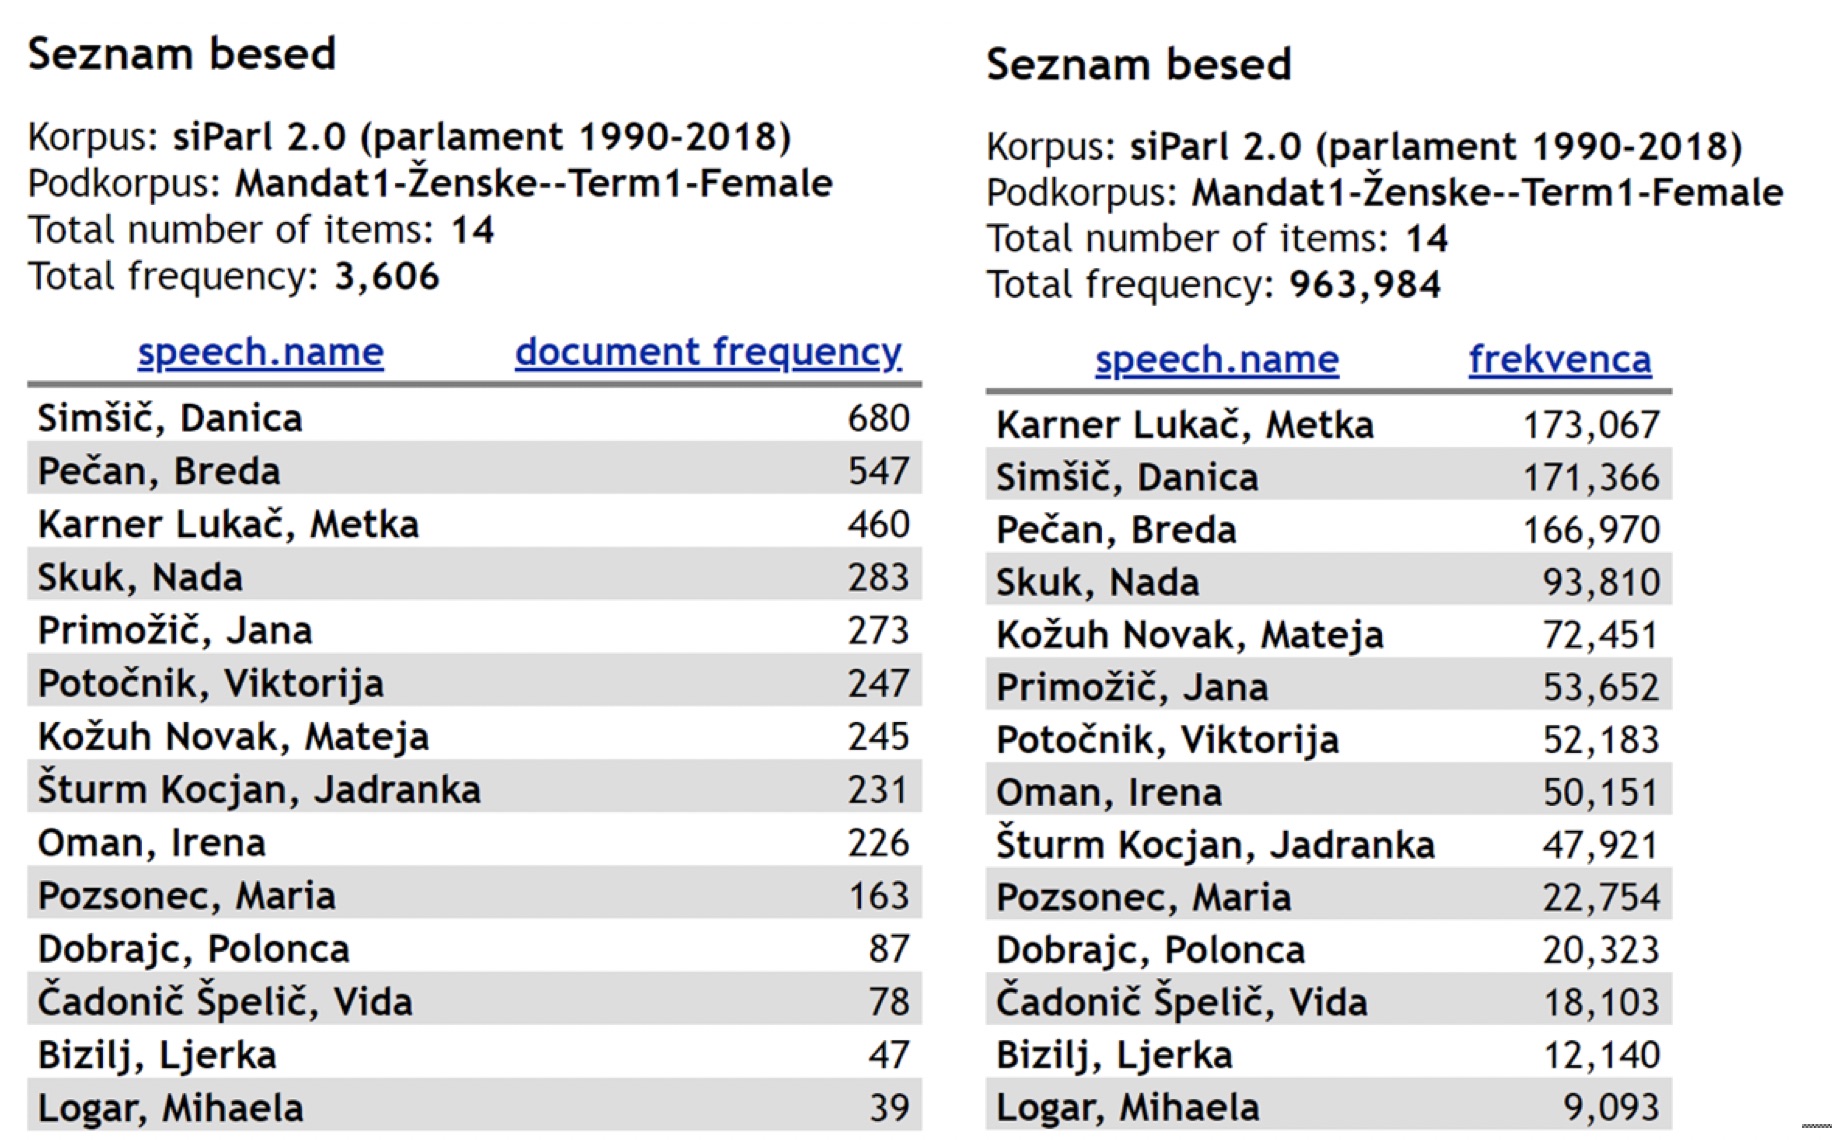 Seznam besed
Korpus: siParl 2.0 (parlament 1990-2018)
Podkorpus: Mandat1-Ženske--Term1-Female
Total number of items: 14
Total frequency: 3,606
speech.name document frequency
Simšič, Danica 680
Pečan, Breda 547
Karner Lukač, Metka 460
Skuk, Nada 283
Primožič, Jana 273
Potočnik, Viktorija 247
Kožuh Novak, Mateja 245
Šturm Kocjan, Jadranka 231
Oman, Irena 226
Pozsonec, Maria 163
Dobrajc, Polonca 87
Čadonič Špelič, Vida 78
Bizilj, Ljerka 47
Logar, Mihaela 39
Seznam besed
Korpus: siParl 2.0 (parlament 1990-2018)
Podkorpus: Mandat1-Ženske--Term1-Female
Total number of items: 14
Total frequency: 963,984
speech.name frekvenca
Karner Lukač, Metka 173,067
Simšič, Danica 171,366
Pečan, Breda 166,970
Skuk, Nada 93,810
Kožuh Novak, Mateja 72,451
Primožič, Jana 53,652
Potočnik, Viktorija 52,183
Oman, Irena 50,151
Šturm Kocjan, Jadranka 47,921
Pozsonec, Maria 22,754
Dobrajc, Polonca 20,323
Čadonič Špelič, Vida 18,103
Bizilj, Ljerka 12,140
Logar, Mihaela 9,093